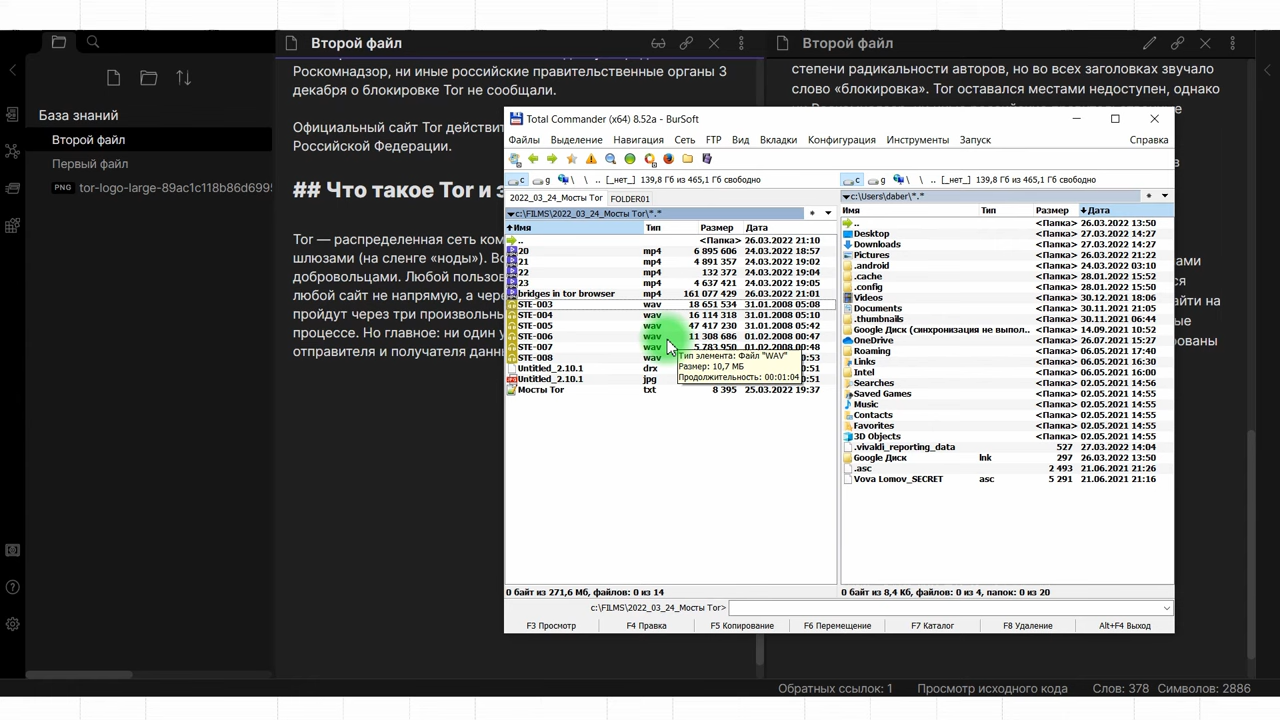 Второй файл
Второй файл
База знаний
Второй файл
Первый файл
PNG tor-logo-large-89ac1c118b86d699
Роскомнадзор, ни иные российские правительственные органы 3
декабря о блокировке Tor не сообщали.
Официальный сайт Tor действит
Российской Федерации.
## Что такое Tor и з
Tor — распределенная сеть ком
шлюзами (на сленге «ноды»). Вс
добровольцами. Любой пользов
любой сайт не напрямую, а чере
пройдут через три произвольнь
процессе. Но главное: ни один у
отправителя и получателя данн
степени радикальности авторов, но во всех заголовках звучало
слово «блокировка». Tor оставался местами недоступен, однако
ами
ся
айти на
ные
рованы
Total Commander (x64) 8.52a - BurSoft
Файлы Выделение Навигация Сеть FTP Вид Вкладки Конфигурация Инструменты Запуск Справка
c g \ \ .. [_нет_] 139,8 Гб из 465,1 Гб свободно
c g \ \ .. [_нет_] 139,8 Гб из 465,1 Гб свободно
2022_03_24_Мосты Tor FOLDER01
c:\FILMS\2022_03_24_Мосты Tor\*.* * 
Имя Тип Размер Дата
.. <Папка> 26.03.2022 21:10
20 mp4 6 895 606 24.03.2022 18:57
21 mp4 4 891 357 24.03.2022 19:02
22 mp4 132 372 24.03.2022 19:04
23 mp4 4 637 421 24.03.2022 19:05
bridges in tor browser mp4 161 077 429 26.03.2022 21:01
STE-003 wav 18 651 534 31.01.2008 05:08
STE-004 wav 16 114 318 31.01.2008 05:10
STE-005 wav 47 417 230 31.01.2008 05:42
STE-006 wav 11 308 686 01.02.2008 00:47
STE-007 wav 5 783 950 01.02.2008 00:48
STE-008 wav 0:53
Untitled_2.10.1 drx 0:51
Untitled_2.10.1 jpg 0:51
Мосты Tor txt 8 395 25.03.2022 19:37
Тип элемента: Файл "WAV"
Размер: 10,7 МБ
Продолжительность: 00:01:04
c:\Users\daber\*.* *
Имя Тип Размер Дата
.. <Папка> 26.03.2022 13:50
Desktop <Папка> 27.03.2022 14:27
Downloads <Папка> 27.03.2022 14:27
Pictures <Папка> 26.03.2022 21:22
.android <Папка> 24.03.2022 03:10
.cache <Папка> 28.01.2022 15:52
.config <Папка> 26.03.2022 15:50
Videos <Папка> 30.12.2021 18:06
Documents <Папка> 30.11.2021 21:05
.thumbnails <Папка> 30.11.2021 06:44
Google Диск (синхронизация не выпол.. <Папка> 14.09.2021 10:52
OneDrive <Папка> 26.07.2021 15:37
Roaming <Папка> 06.05.2021 17:40
Links <Папка> 06.05.2021 16:30
Intel <Папка> 06.05.2021 16:00
Searches <Папка> 02.05.2021 14:56
Saved Games <Папка> 02.05.2021 14:55
Music <Папка> 02.05.2021 14:55
Contacts <Папка> 02.05.2021 14:55
Favorites <Папка> 02.05.2021 14:55
3D Objects <Папка> 02.05.2021 14:55
.vivaldi_reporting_data 527 27.03.2022 14:04
Google Диск lnk 297 26.03.2022 13:50
.asc 2 493 21.06.2021 21:26
Vova Lomov_SECRET asc 5 291 21.06.2021 21:16
0 байт из 271,6 Мб, файлов: 0 из 14
0 байт из 8,4 Кб, файлов: 0 из 4, папок: 0 из 20
c:\FILMS\2022_03_24_Мосты Tor>
F3 Просмотр F4 Правка F5 Копирование F6 Перемещение F7 Каталог F8 Удаление Alt+F4 Выход
Обратных ссылок: 1 Просмотр исходного кода Слов: 378 Символов: 2886